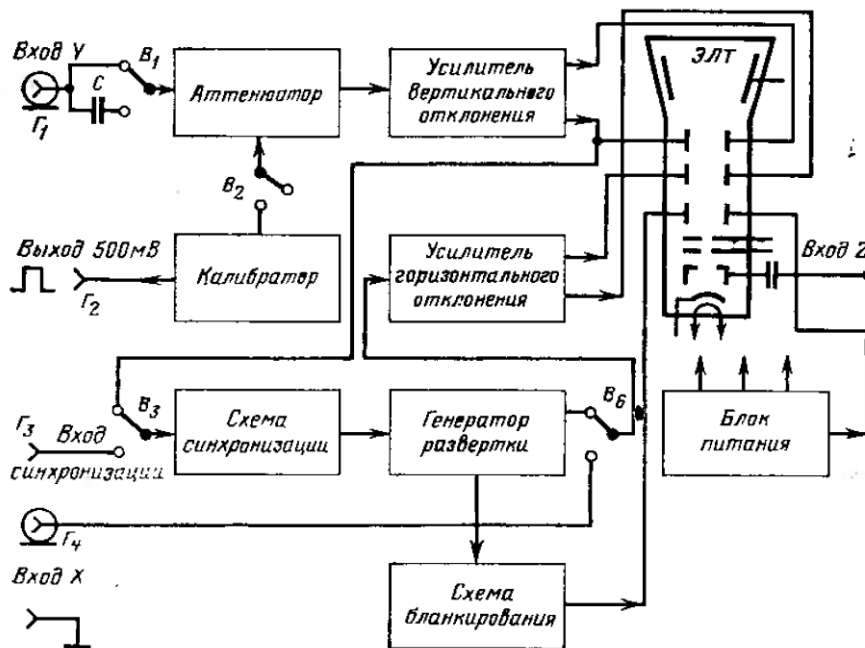 Вход Y
Г1
С
В1
Аттенюатор
Усилитель
вертикального
отклонения
ЭЛТ
В2
Выход 500мВ
Г2
Калибратор
Усилитель
горизонтального
отклонения
Вход Z
Г3
Вход
синхронизации
В3
Схема
синхронизации
Генератор
развертки
В6
Блок
питания
Г4
Вход X
Схема
бланкирования